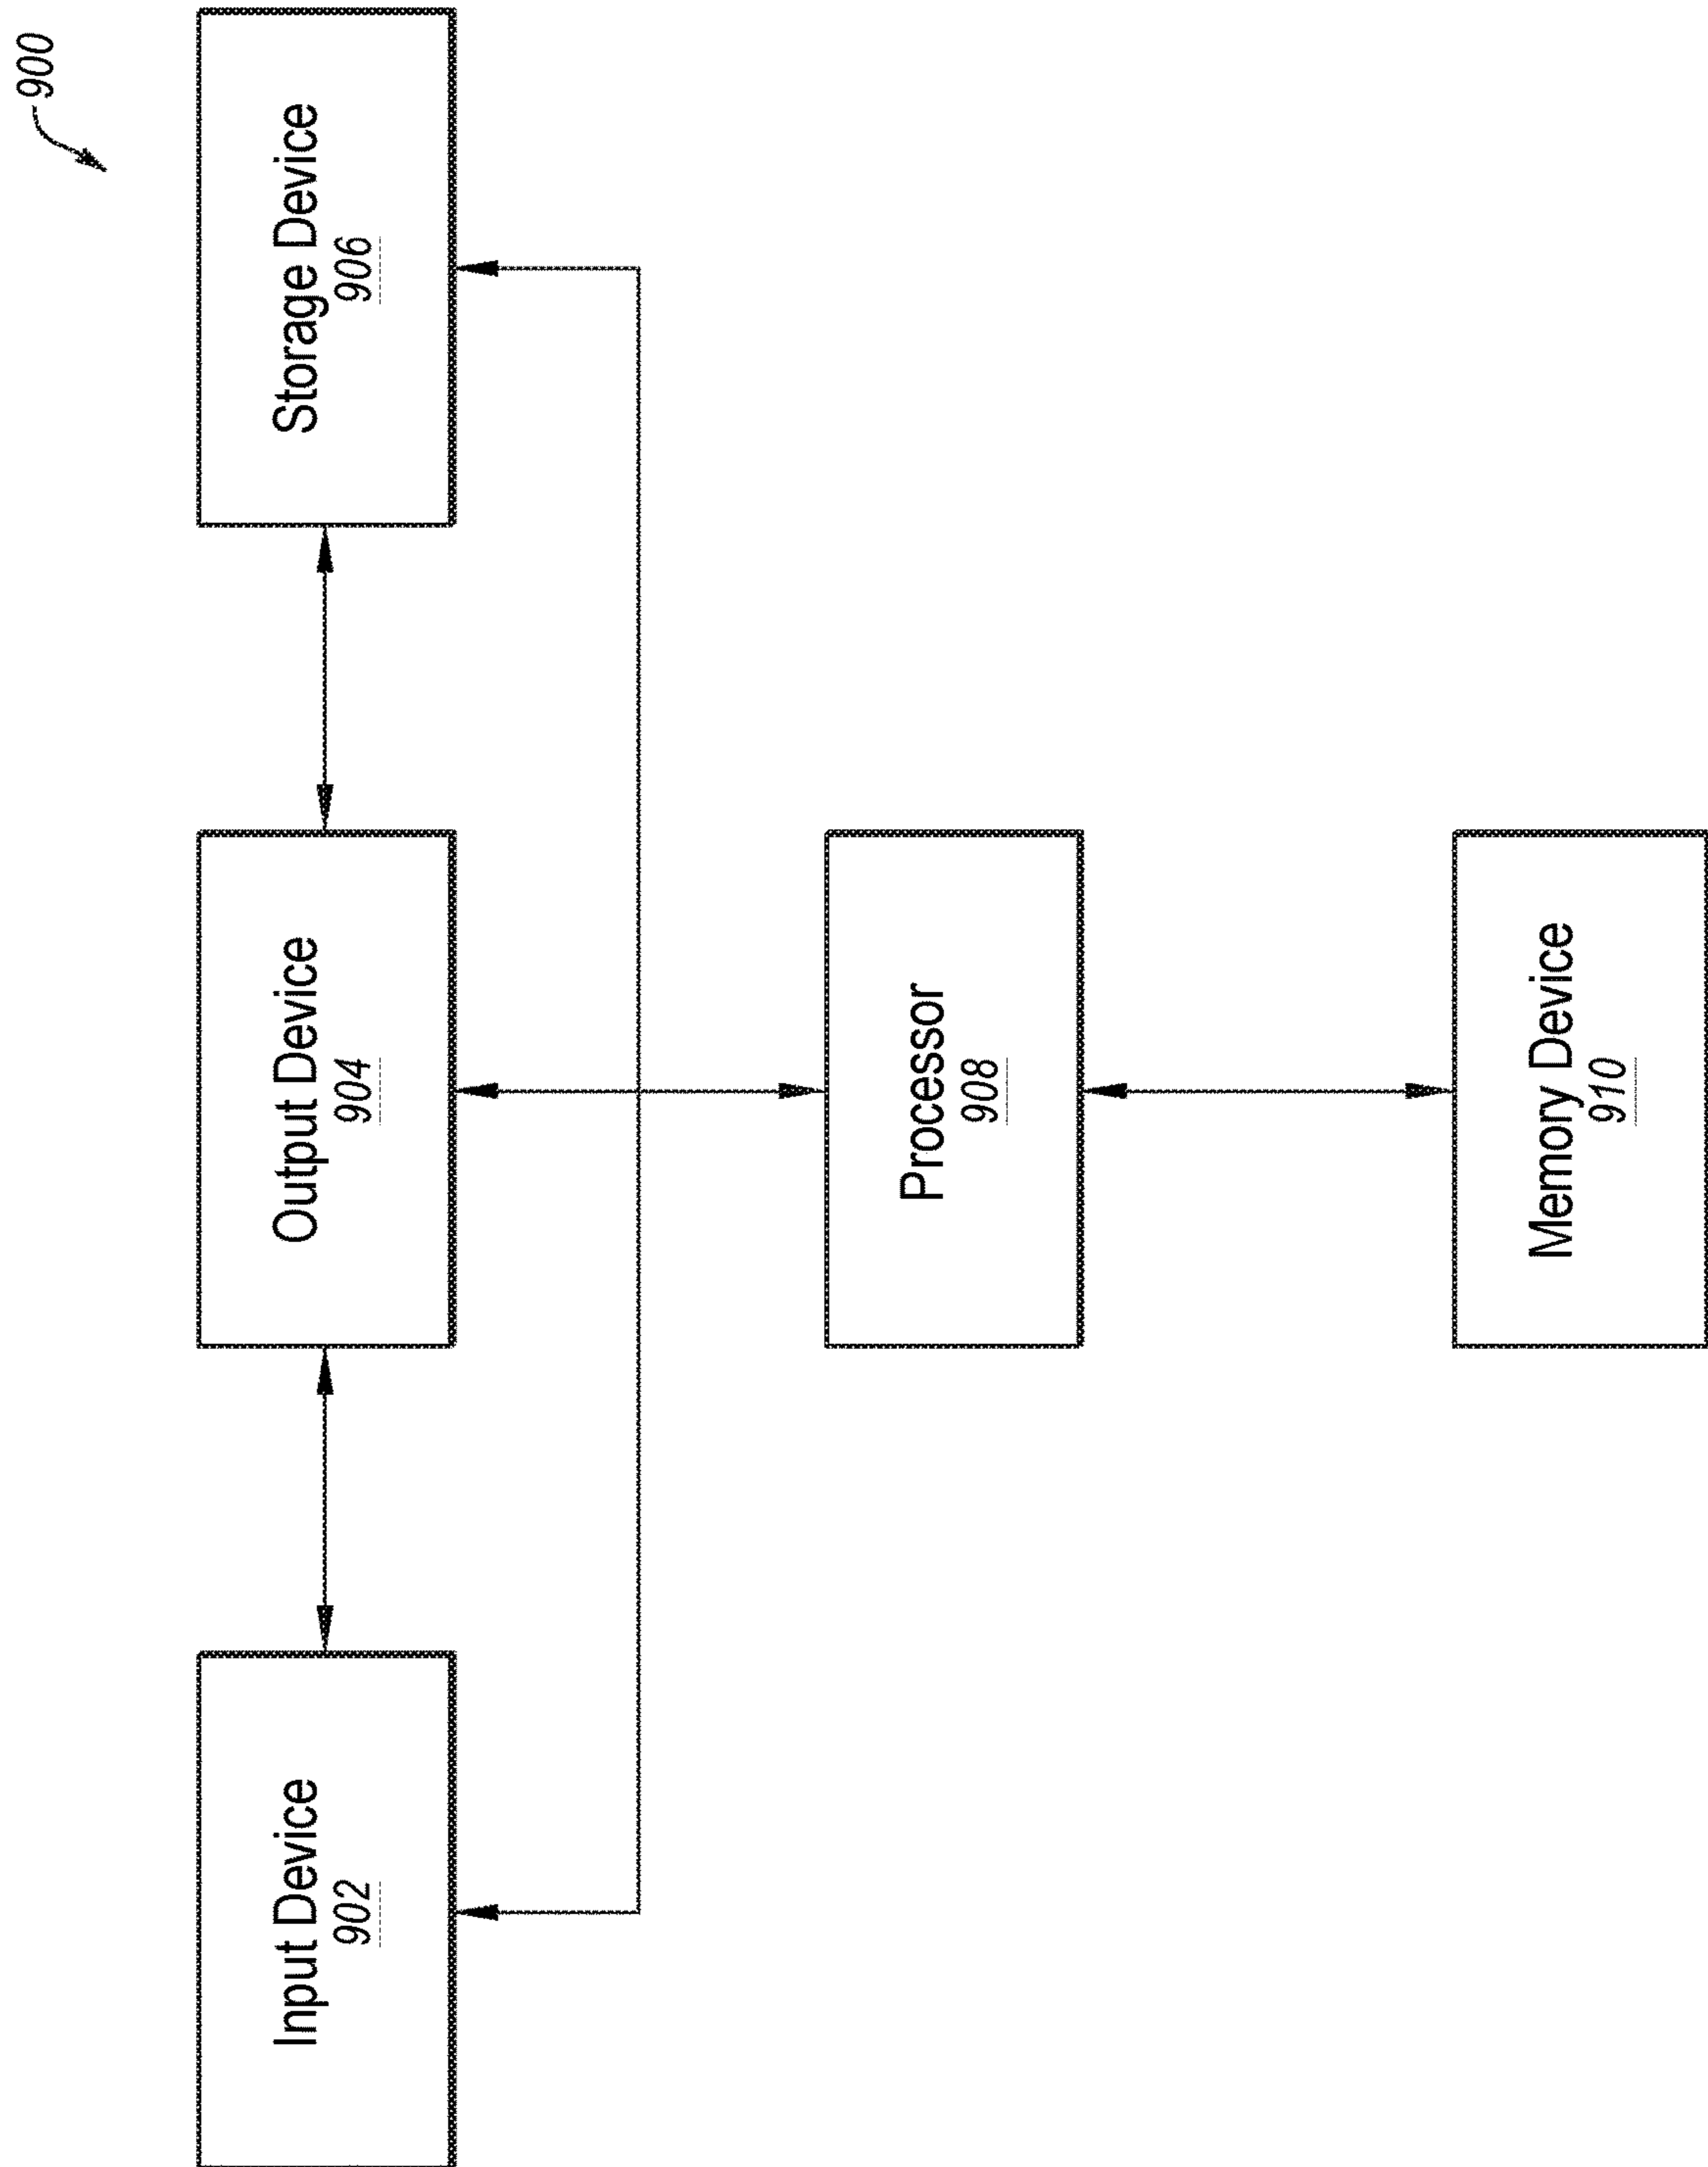 900
Input Device
902
Output Device
904
Storage Device
906
Processor
908
Memory Device
910